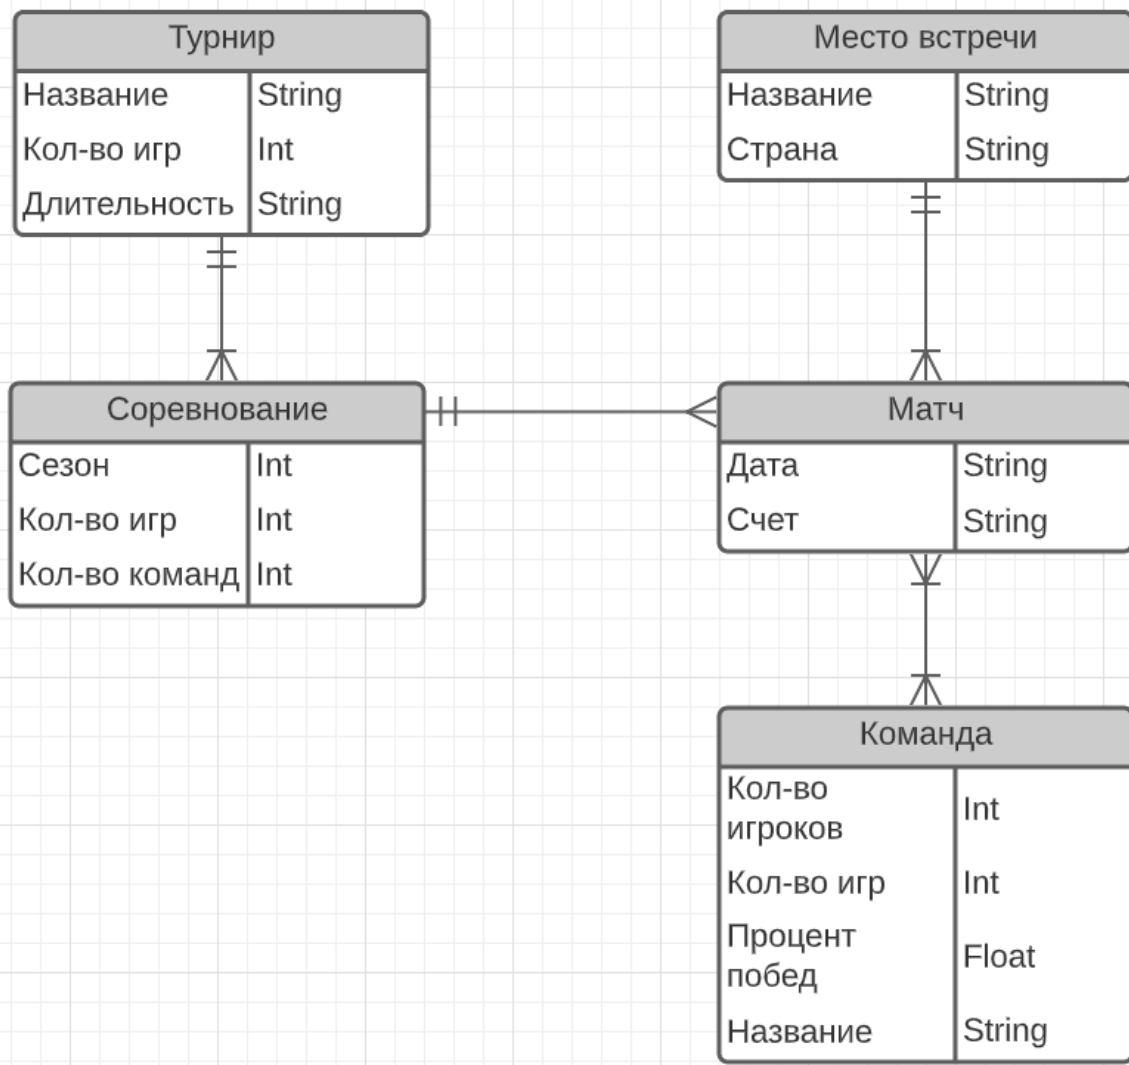 Турнир
Название String
Кол-во игр Int
Длительность String
Место встречи
Название String
Страна String
Соревнование
Сезон Int
Кол-во игр Int
Кол-во команд Int
Матч
Дата String
Счет String
Команда
Кол-во
игроков Int
Кол-во игр Int
Процент
побед Float
Название String